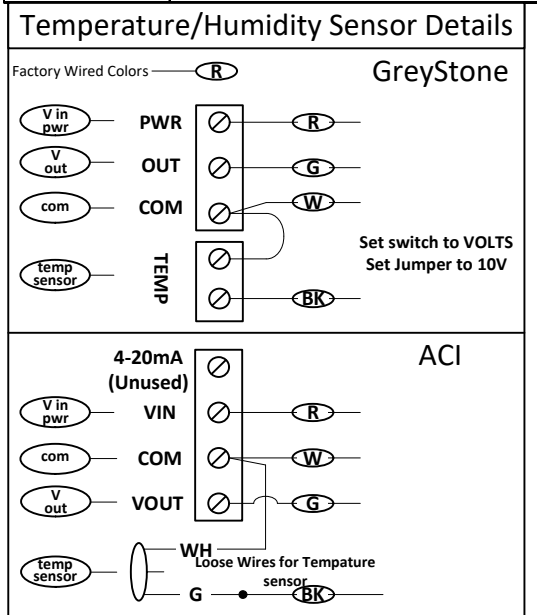 Temperature/Humidity Sensor Details
Factory Wired Colors R
GreyStone
V in
pwr
PWR
R
V
out
OUT
G
com
COM
W
Set switch to VOLTS
Set Jumper to 10V
temp
sensor
TEMP
BK
ACI
4-20mA
(Unused)
V in
pwr
VIN
R
com
COM
W
V
out
VOUT
G
WH
Loose Wires for Tempature
sensor
temp
sensor
G
BK